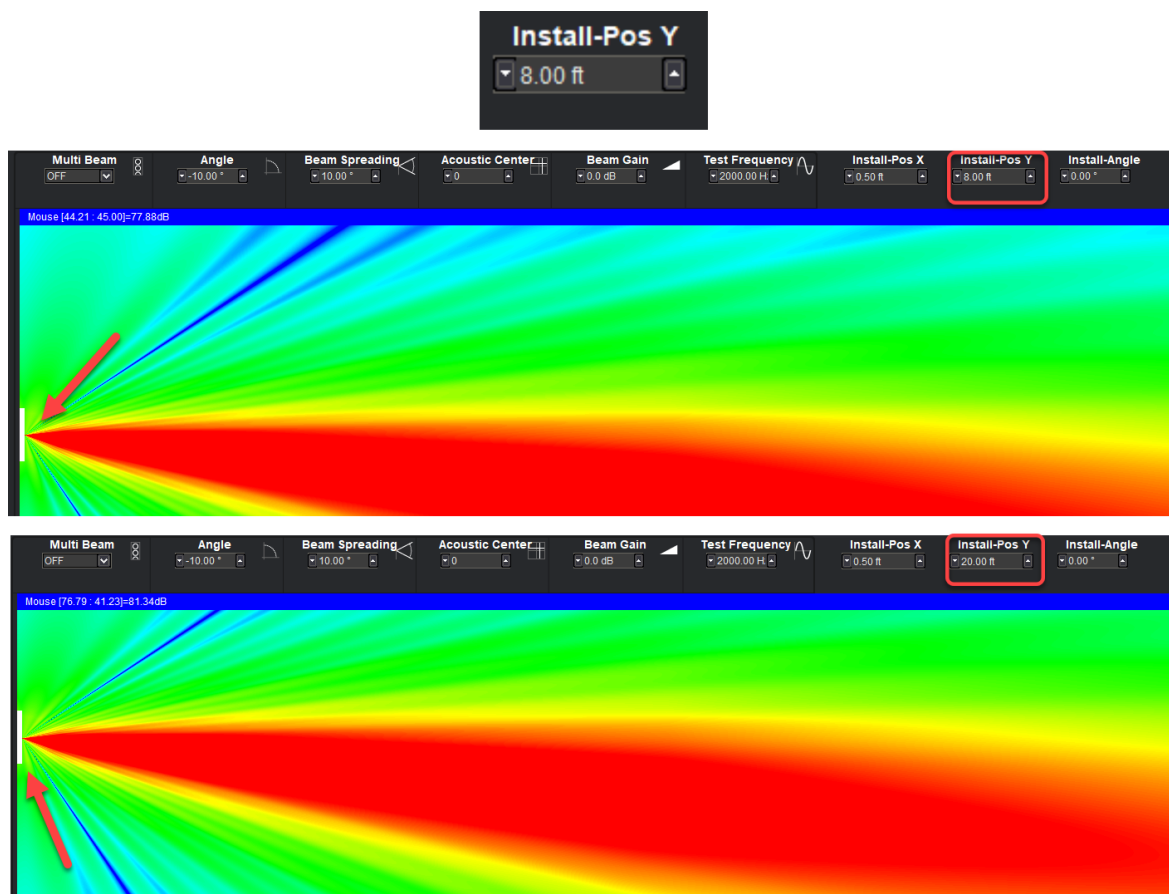 Install-Pos Y
8.00 ft
Multi Beam Angle Beam Spreading Acoustic Center Beam Gain Test Frequency Install-Pos X Install-Pos Y Install-Angle
OFF -10.00 ° 10.00 ° 0 0.0 dB 2000.00 H: 0.50 ft 8.00 ft 0.00 °
Mouse [44.21 : 45.00]=77.88dB
Multi Beam Angle Beam Spreading Acoustic Center Beam Gain Test Frequency Install-Pos X Install-Pos Y Install-Angle
OFF -10.00 ° 10.00 ° 0 0.0 dB 2000.00 H 0.50 ft 20.00 ft 0.00 °
Mouse [76.79 : 41.23]=81.34dB